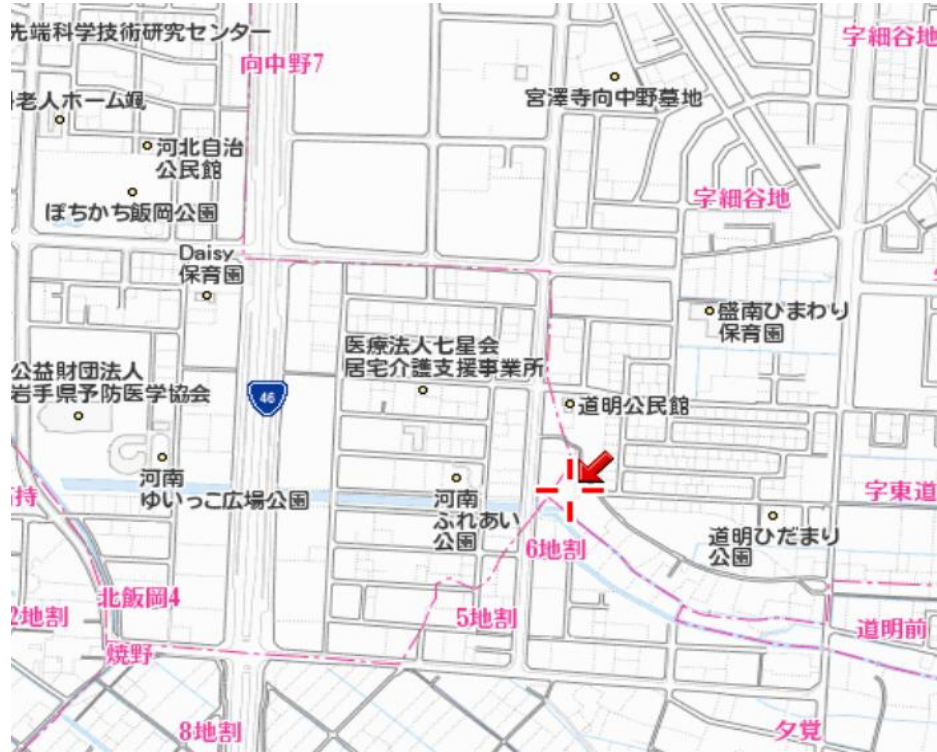 先端科学技術研究センター
向中野7
字細谷地
老人ホーム颯
宮澤寺向中野墓地
河北自治
公民館
ぽちかち飯岡公園
字細谷地
Daisy
保育園
盛南ひまわり
保育園
医療法人七星会
居宅介護支援事業所
公益財団法人
岩手県予防医学協会
46
道明公民館
河南
ゆいっこ広場公園
河南
ふれあい
公園
持
字東道
道明ひだまり
公園
6地割
北飯岡4
2地割
5地割
道明前
焼野
8地割
夕覚